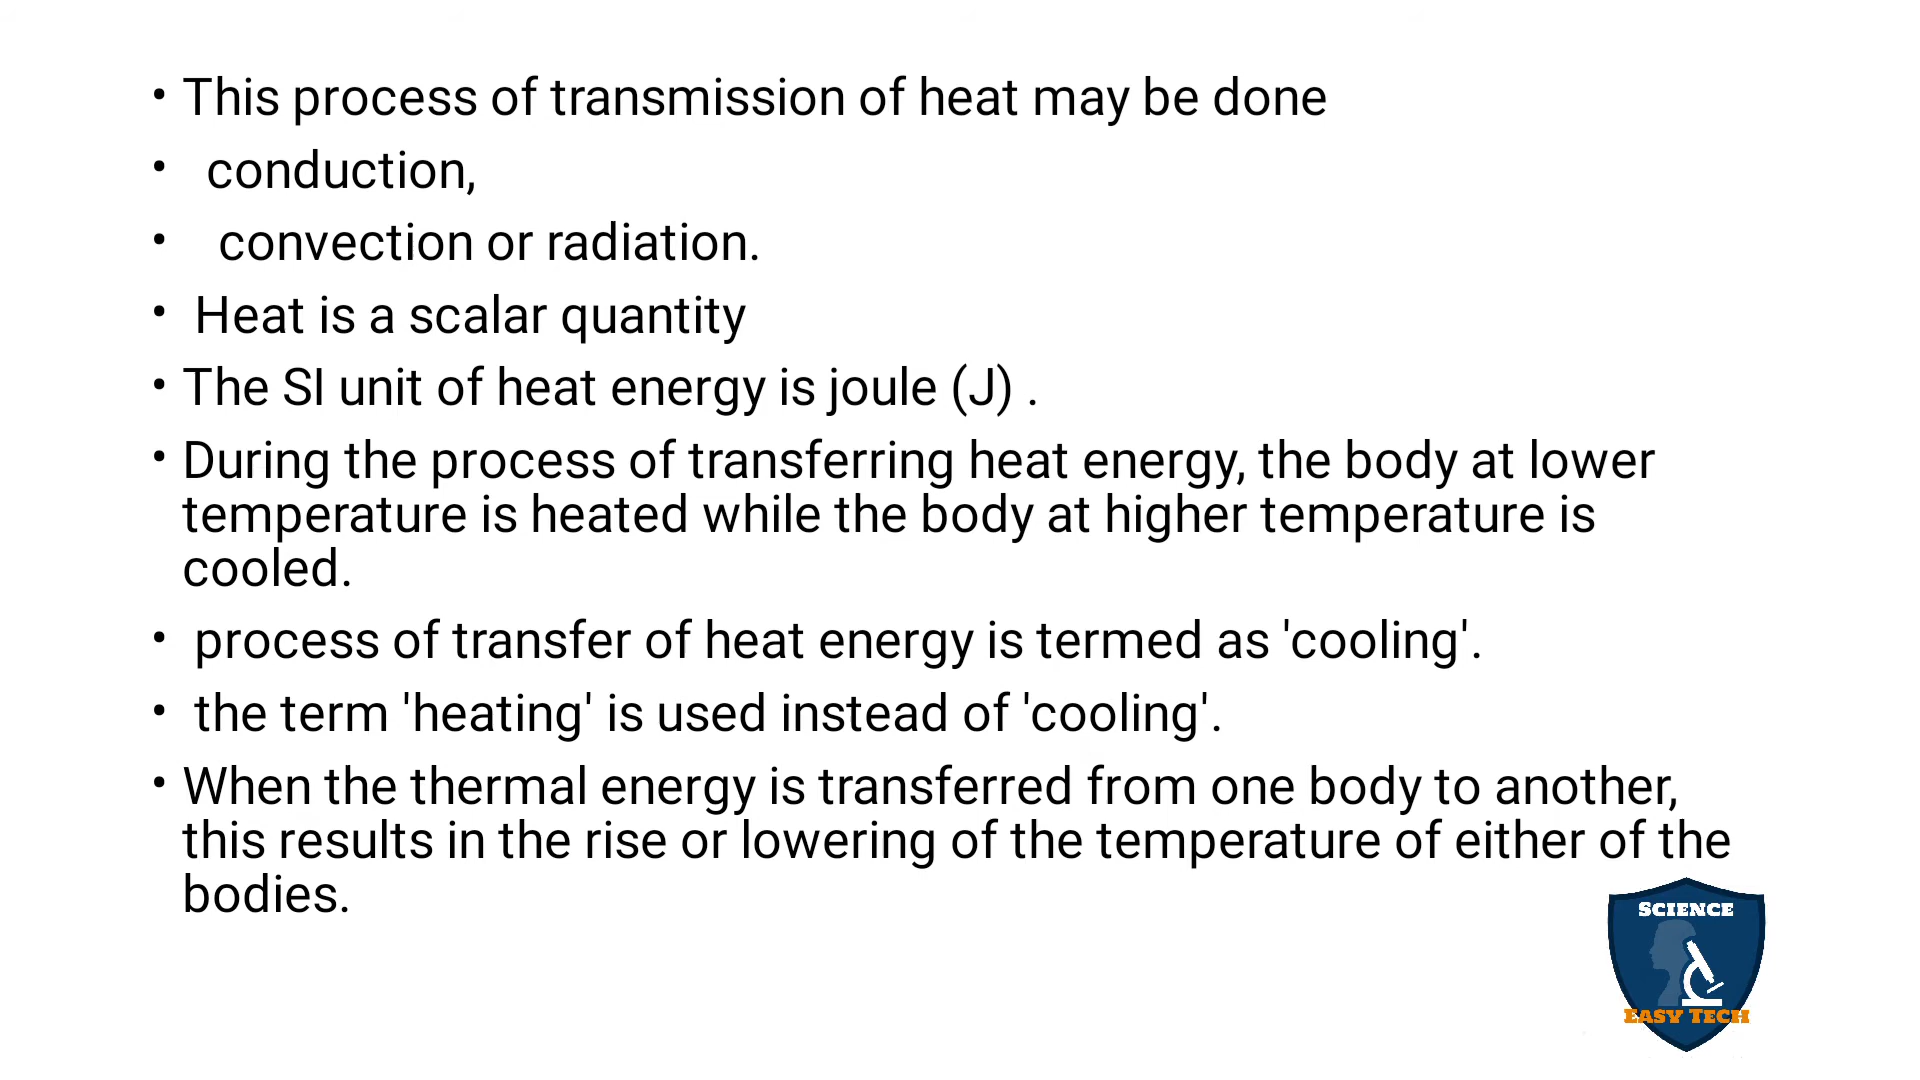 • This process of transmission of heat may be done
• conduction,
• convection or radiation.
• Heat is a scalar quantity
• The SI unit of heat energy is joule (J) .
• During the process of transferring heat energy, the body at lower
temperature is heated while the body at higher temperature is
cooled.
• process of transfer of heat energy is termed as 'cooling'.
• the term 'heating' is used instead of 'cooling'.
• When the thermal energy is transferred from one body to another,
this results in the rise or lowering of the temperature of either of the
bodies.
SCIENCE
EASY TECH